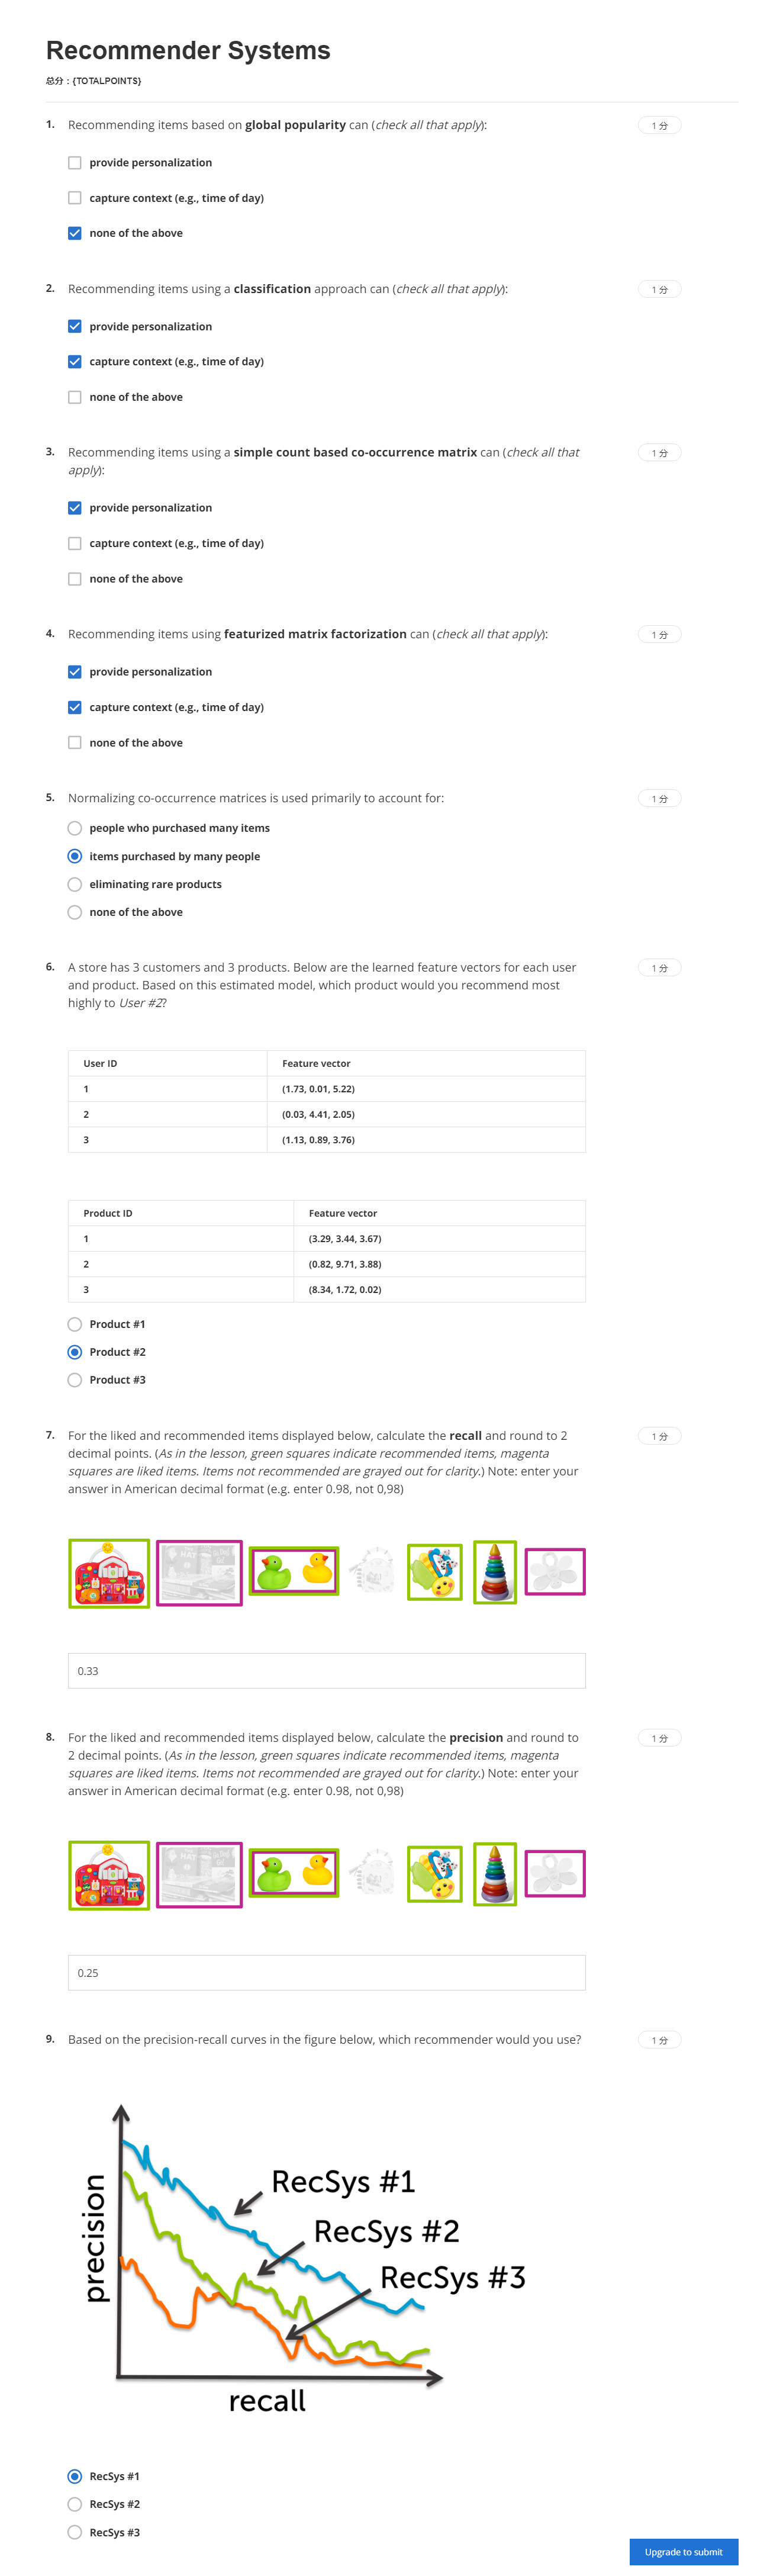 Recommender Systems
总分：{TOTALPOINTS}
1. Recommending items based on global popularity can (check all that apply):
1 分
provide personalization
capture context (e.g., time of day)
none of the above
2. Recommending items using a classification approach can (check all that apply):
1 分
provide personalization
capture context (e.g., time of day)
none of the above
3. Recommending items using a simple count based co-occurrence matrix can (check all that
apply):
1 分
provide personalization
capture context (e.g., time of day)
none of the above
4. Recommending items using featurized matrix factorization can (check all that apply):
1 分
provide personalization
capture context (e.g., time of day)
none of the above
5. Normalizing co-occurrence matrices is used primarily to account for:
1 分
people who purchased many items
items purchased by many people
eliminating rare products
none of the above
6. A store has 3 customers and 3 products. Below are the learned feature vectors for each user
and product. Based on this estimated model, which product would you recommend most
highly to User #2?
1 分
User ID Feature vector
1 (1.73, 0.01, 5.22)
2 (0.03, 4.41, 2.05)
3 (1.13, 0.89, 3.76)
Product ID Feature vector
1 (3.29, 3.44, 3.67)
2 (0.82, 9.71, 3.88)
3 (8.34, 1.72, 0.02)
Product #1
Product #2
Product #3
7. For the liked and recommended items displayed below, calculate the recall and round to 2
decimal points. (As in the lesson, green squares indicate recommended items, magenta
squares are liked items. Items not recommended are grayed out for clarity.) Note: enter your
answer in American decimal format (e.g. enter 0.98, not 0,98)
1 分
0.33
8. For the liked and recommended items displayed below, calculate the precision and round to
2 decimal points. (As in the lesson, green squares indicate recommended items, magenta
squares are liked items. Items not recommended are grayed out for clarity.) Note: enter your
answer in American decimal format (e.g. enter 0.98, not 0,98)
1 分
0.25
9. Based on the precision-recall curves in the figure below, which recommender would you use?
1 分
precision
RecSys #1
RecSys #2
RecSys #3
recall
RecSys #1
RecSys #2
RecSys #3
Upgrade to submit